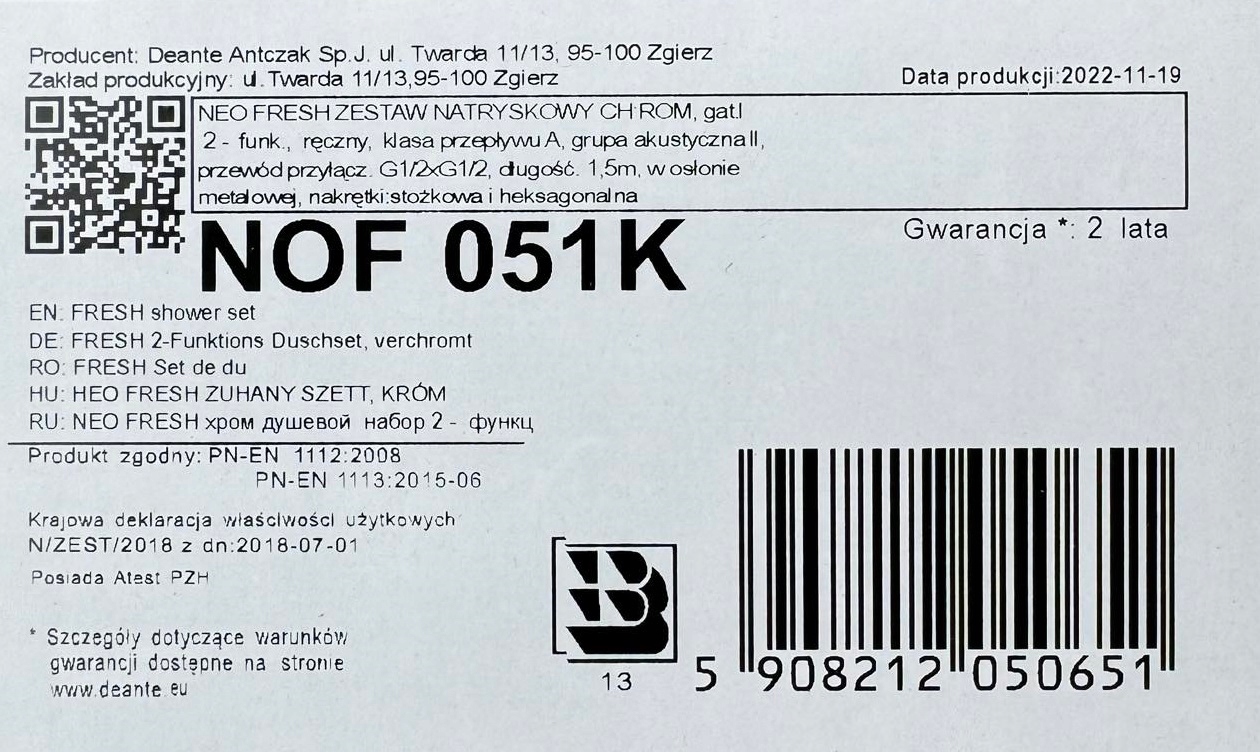 Producent: Deante Antczak Sp.J. ul. Twarda 11/13, 95-100 Zgierz
Zakład produkcyjny: ul.Twarda 11/13,95-100 Zgierz
Data produkcji:2022-11-19
NEO FRESH ZESTAW NATRYSKOWY CHROM, gat.I
2 - funk., ręczny, klasa przepływu A, grupa akustyczna II,
przewód przyłącz. G1/2xG1/2, długość. 1,5m, w osłonie
metalowej, nakrętki:stożkowa i heksagonalna
NOF 051K
Gwarancja *: 2 lata
EN: FRESH shower set
DE: FRESH 2-Funktions Duschset, verchromt
RO: FRESH Set de du
HU: HEO FRESH ZUHANY SZETT, KRÓM
RU: NEO FRESH хром душевой набор 2 - функц
Produkt zgodny: PN-EN 1112:2008
PN-EN 1113:2015-06
Krajowa deklaracja właściwości użytkowych
N/ZEST/2018 z dn:2018-07-01
Posiada Atest PZH
* Szczegóły dotyczące warunków
gwarancji dostępne na stronie
www.deante.eu
B
13
5 908212 050651